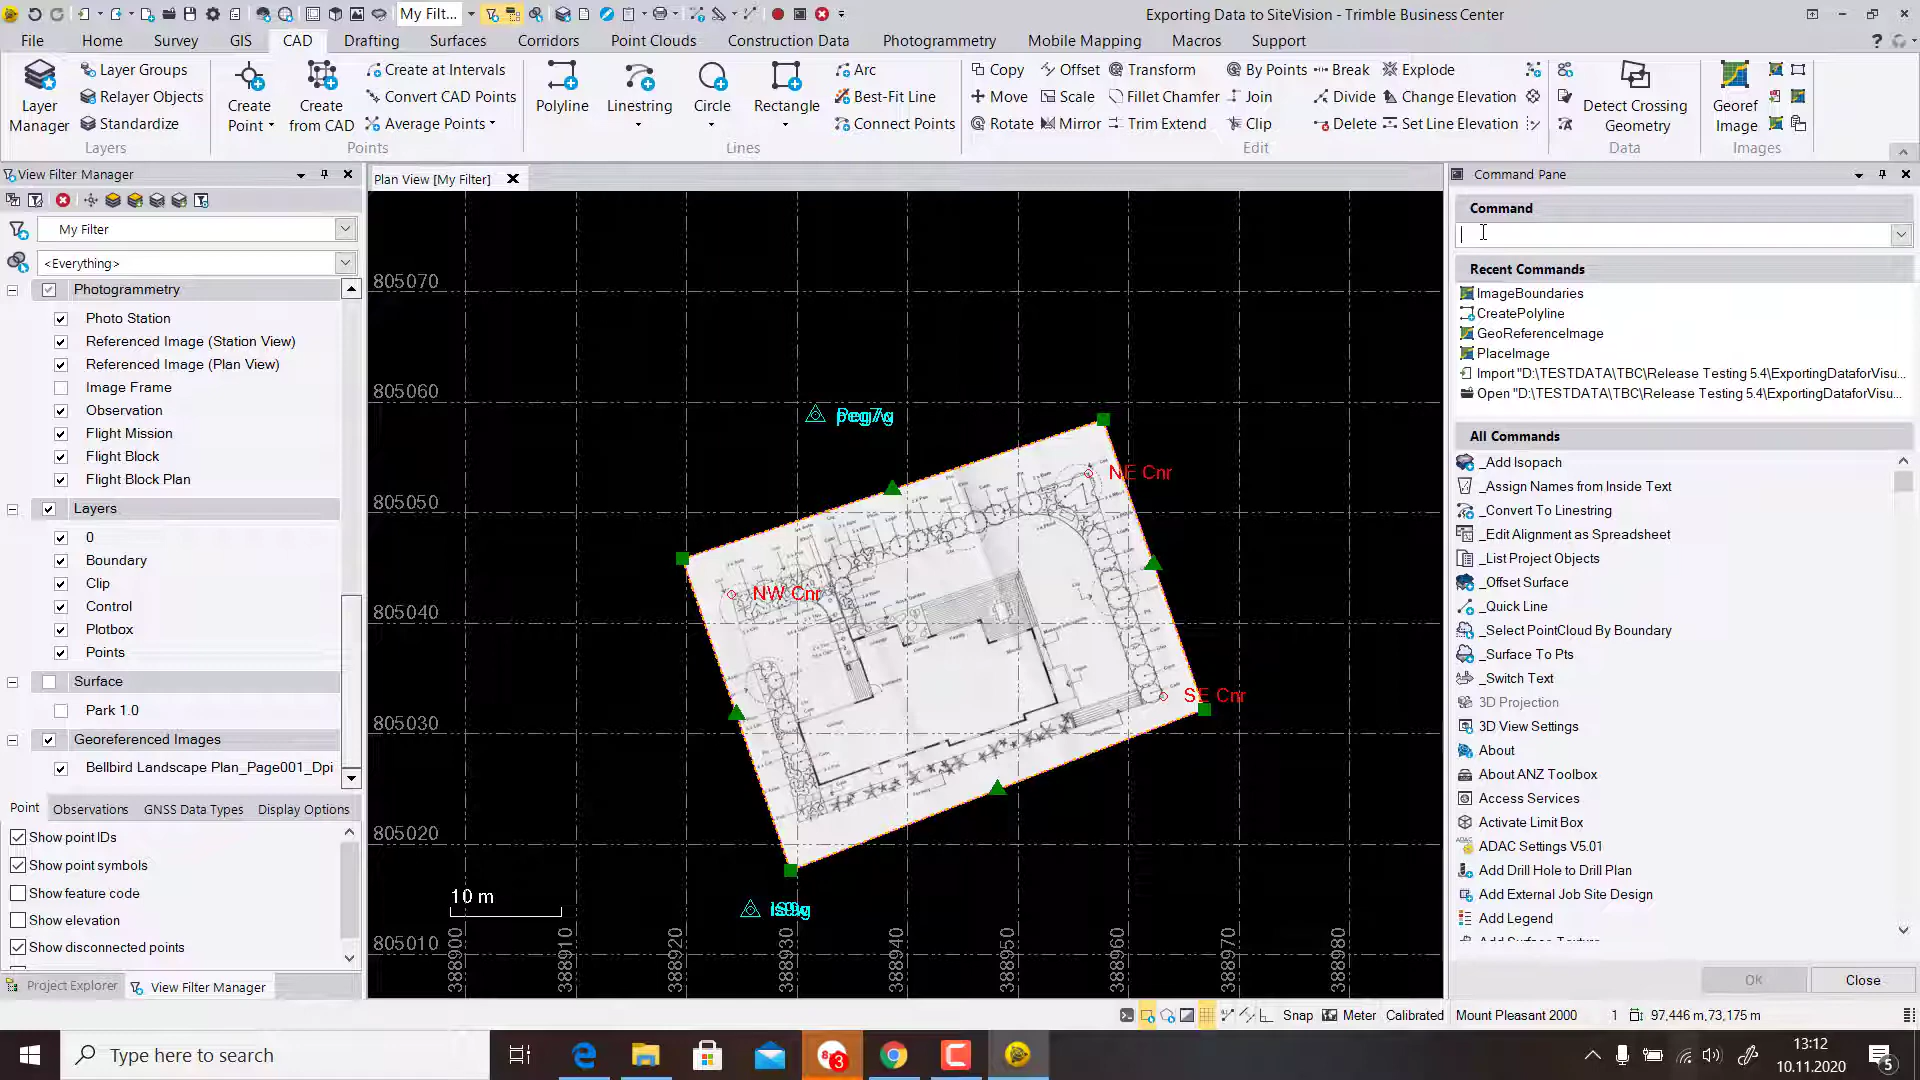 My Filt...
Exporting Data to SiteVision - Trimble Business Center
File Home Survey GIS CAD Drafting Surfaces Corridors Point Clouds Construction Data Photogrammetry Mobile Mapping Macros Support
Layer Manager
Layer Groups
Relayer Objects
Standardize
Layers
Create Point
Create from CAD
Create at Intervals
Convert CAD Points
Average Points
Points
Polyline
Linestring
Circle
Rectangle
Arc
Best-Fit Line
Connect Points
Lines
Copy Offset Transform By Points Break Explode
Move Scale Fillet Chamfer Join Divide Change Elevation
Rotate Mirror Trim Extend Clip Delete Set Line Elevation
Edit
Detect Crossing Geometry
Data
Georef Image
Images
View Filter Manager
My Filter
<Everything>
Photogrammetry
Photo Station
Referenced Image (Station View)
Referenced Image (Plan View)
Image Frame
Observation
Flight Mission
Flight Block
Flight Block Plan
Layers
0
Boundary
Clip
Control
Plotbox
Points
Surface
Park 1.0
Georeferenced Images
Bellbird Landscape Plan_Page001_Dpi
Point Observations GNSS Data Types Display Options
Show point IDs
Show point symbols
Show feature code
Show elevation
Show disconnected points
Project Explorer View Filter Manager
Plan View [My Filter]
805070
805060
805050
805040
805030
805020
805010
NE Cnr
NW Cnr
SE Cnr
10 m
388900 388910 388920 388930 388940 388950 388960 388970 388980
Command Pane
Command
Recent Commands
ImageBoundaries
CreatePolyline
GeoReferenceImage
PlaceImage
Import "D:\TESTDATA\TBC\Release Testing 5.4\ExportingDataforVisu...
Open "D:\TESTDATA\TBC\Release Testing 5.4\ExportingDataforVisu...
All Commands
_Add Isopach
_Assign Names from Inside Text
_Convert To Linestring
_Edit Alignment as Spreadsheet
_List Project Objects
_Offset Surface
_Quick Line
_Select PointCloud By Boundary
_Surface To Pts
_Switch Text
3D Projection
3D View Settings
About
About ANZ Toolbox
Access Services
Activate Limit Box
ADAC Settings V5.01
Add Drill Hole to Drill Plan
Add External Job Site Design
Add Legend
Add Surface Texture
OK Close
Snap Meter Calibrated Mount Pleasant 2000 1 97,446 m,73,175 m
Type here to search
3
13:12
10.11.2020
5